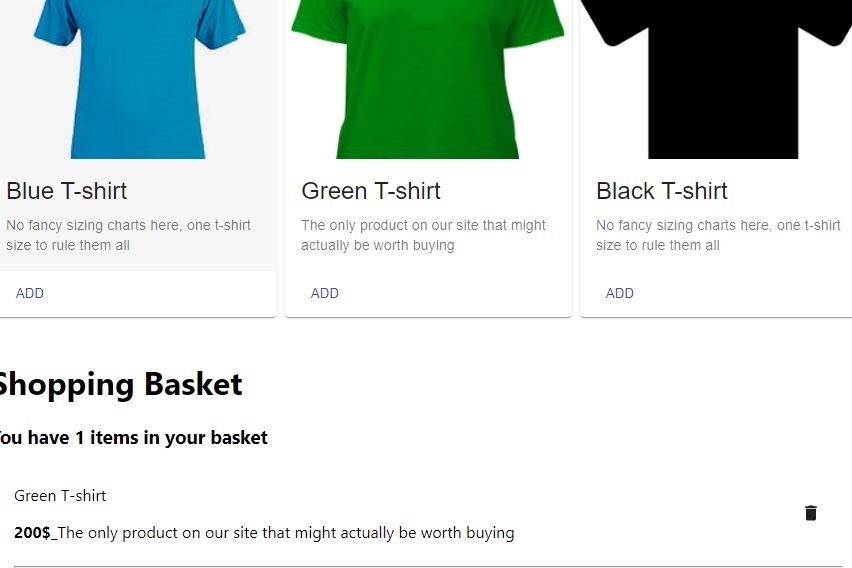 Blue T-shirt
No fancy sizing charts here, one t-shirt
size to rule them all
ADD
Green T-shirt
The only product on our site that might
actually be worth buying
ADD
Black T-shirt
No fancy sizing charts here, one t-shirt
size to rule them all
ADD
Shopping Basket
You have 1 items in your basket
Green T-shirt
200$_The only product on our site that might actually be worth buying